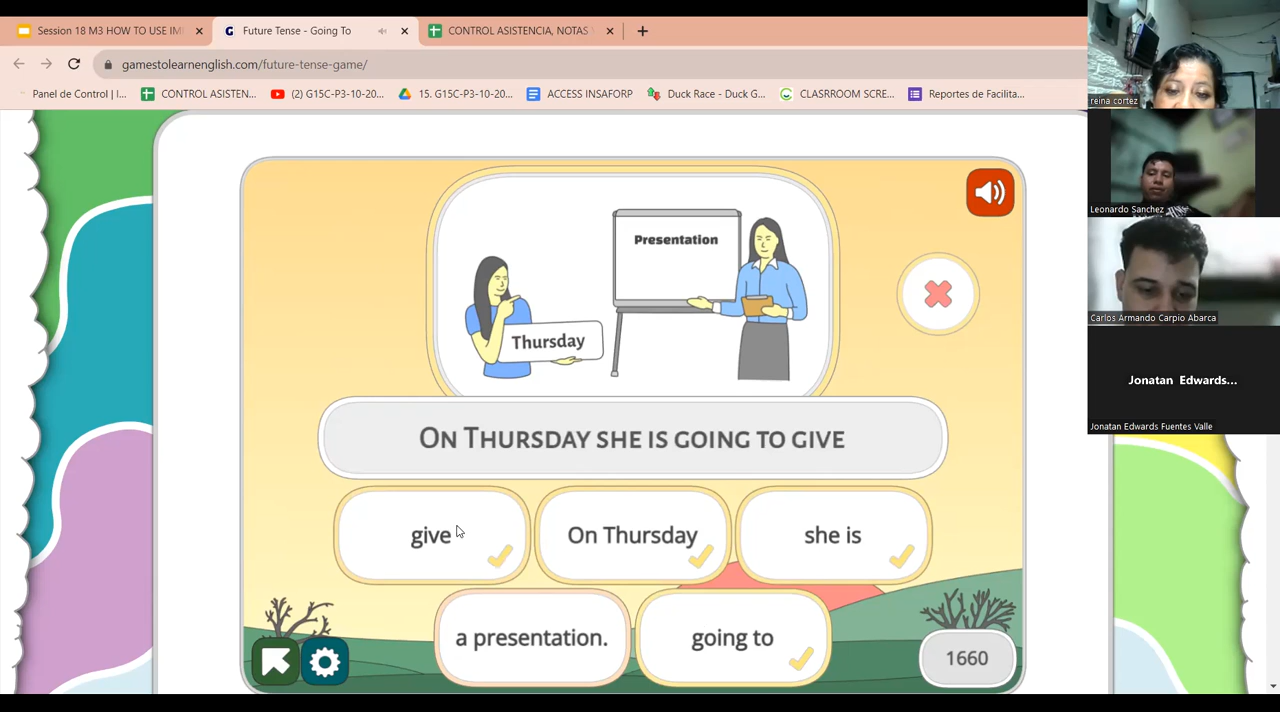 Session 18 M3 HOW TO USE IM
Future Tense - Going To
CONTROL ASISTENCIA, NOTAS
gamestolearnenglish.com/future-tense-game/
Panel de Control | I...
CONTROL ASISTEN...
(2) G15C-P3-10-20...
15. G15C-P3-10-20...
ACCESS INSAFORP
Duck Race - Duck G...
CLASRROOM SCRE...
Reportes de Facilita...
reina cortez
Leonardo Sanchez
Carlos Armando Carpio Abarca
Jonatan Edwards...
Jonatan Edwards Fuentes Valle
Presentation
Thursday
ON THURSDAY SHE IS GOING TO GIVE
give
On Thursday
she is
a presentation.
going to
1660